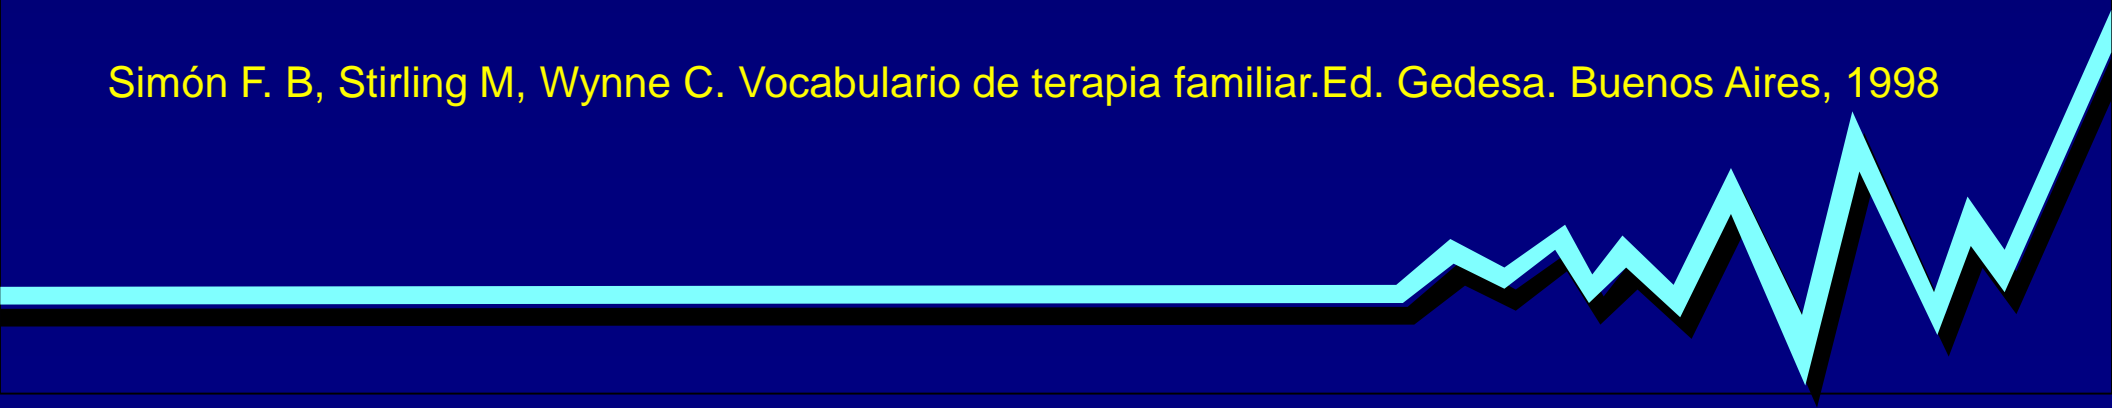 Simón F. B, Stirling M, Wynne C. Vocabulario de terapia familiar.Ed. Gedesa. Buenos Aires, 1998